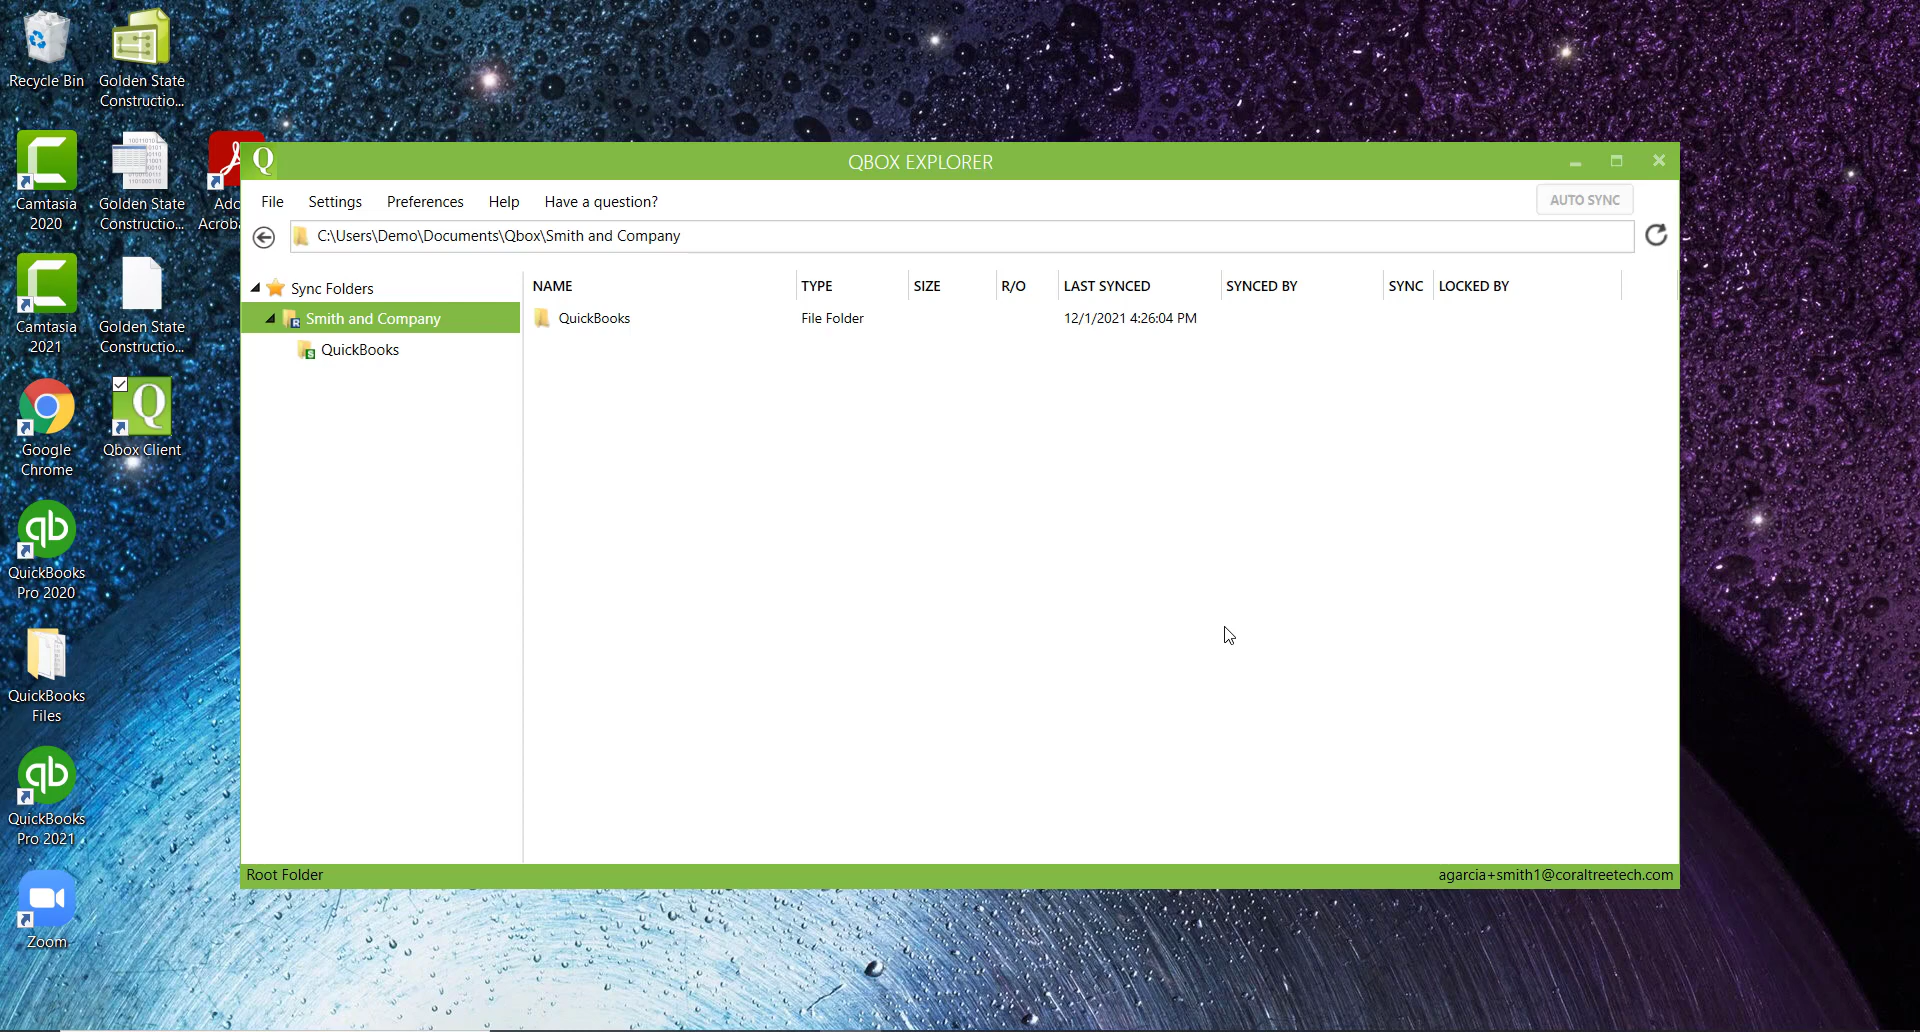 Recycle Bin
Golden State
Constructio...
Camtasia
2020
Golden State
Constructio...
Acroba
Camtasia
2021
Golden State
Constructio...
Google
Chrome
Qbox Client
QuickBooks
Pro 2020
QuickBooks
Files
QuickBooks
Pro 2021
Zoom
Q
QBOX EXPLORER
File Settings Preferences Help Have a question?
AUTO SYNC
C:\Users\Demo\Documents\Qbox\Smith and Company
Sync Folders
Smith and Company
QuickBooks
NAME TYPE SIZE R/O LAST SYNCED SYNCED BY SYNC LOCKED BY
QuickBooks File Folder 12/1/2021 4:26:04 PM
Root Folder
agarcia+smith1@coraltreetech.com